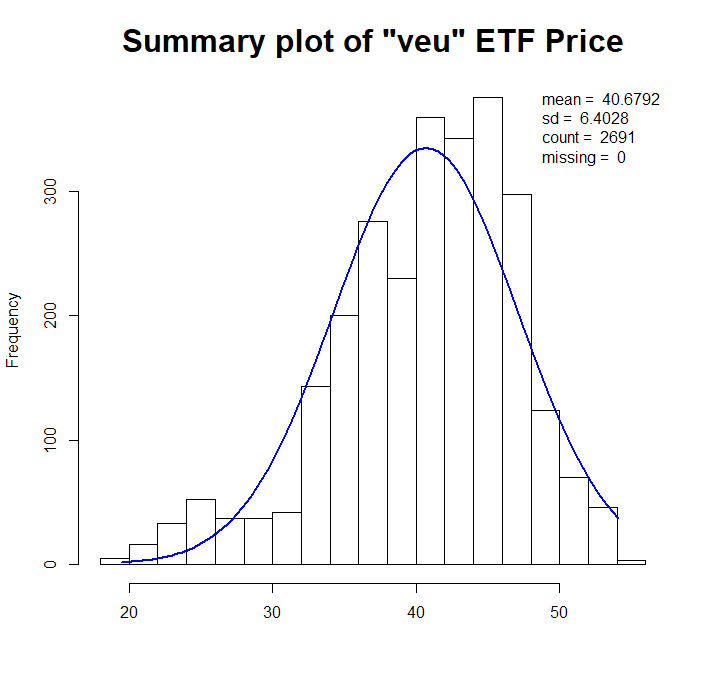 Summary plot of "veu" ETF Price
mean = 40.6792
sd = 6.4028
count = 2691
missing = 0
Frequency
300
200
100
0
20 30 40 50